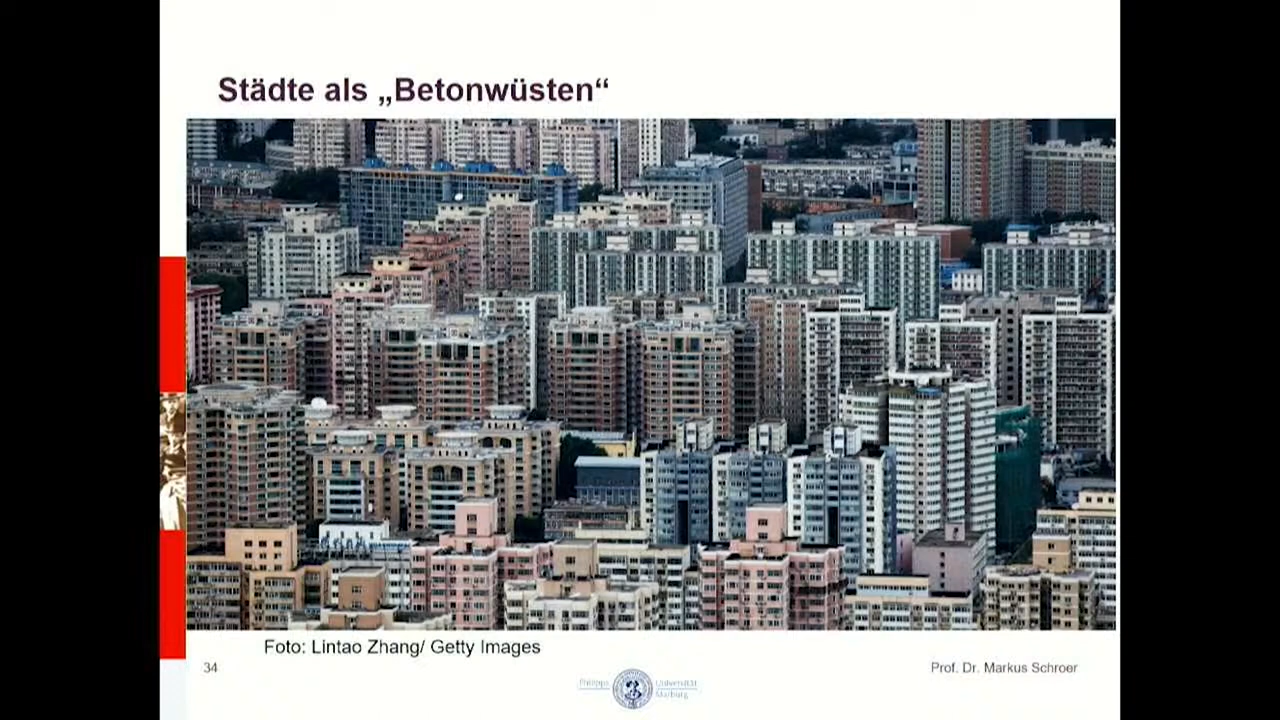 Städte als „Betonwüsten“
Foto: Lintao Zhang/ Getty Images
34
Prof. Dr. Markus Schroer
Philipps
Universität
Marburg